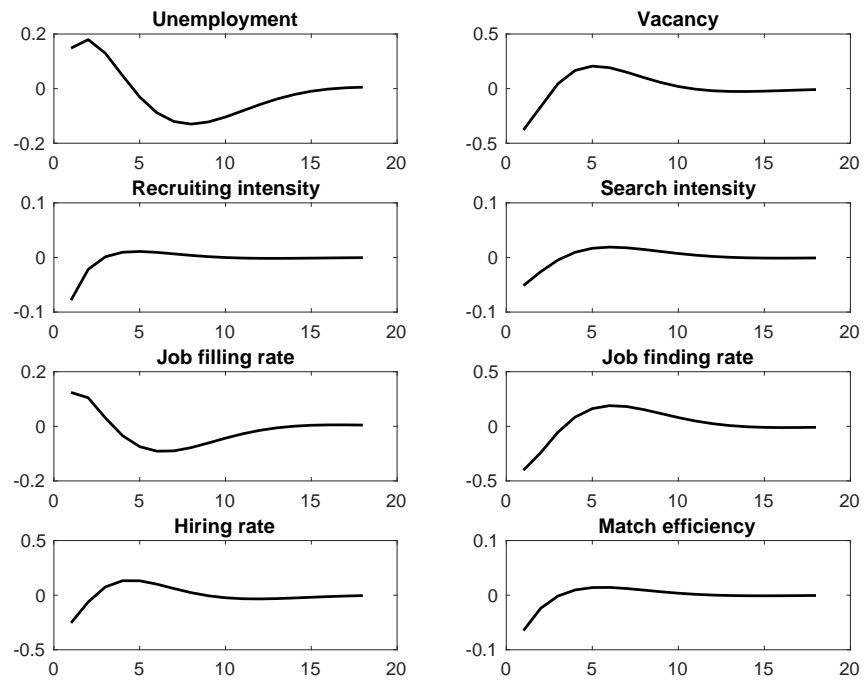 Unemployment Vacancy
0.2 0.5
0 0
-0.2 -0.5
0 5 10 15 20 0 5 10 15 20
Recruiting intensity Search intensity
0.1 0.1
0 0
-0.1 -0.1
0 5 10 15 20 0 5 10 15 20
Job filling rate Job finding rate
0.2 0.5
0 0
-0.2 -0.5
0 5 10 15 20 0 5 10 15 20
Hiring rate Match efficiency
0.5 0.1
0 0
-0.5 -0.1
0 5 10 15 20 0 5 10 15 20